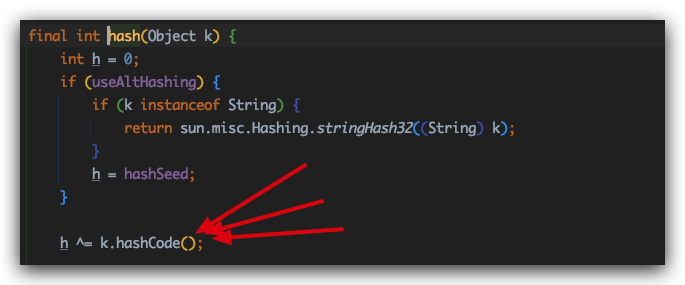 final int hash(Object k) {
    int h = 0;
    if (useAltHashing) {
        if (k instanceof String) {
            return sun.misc.Hashing.stringHash32((String) k);
        }
        h = hashSeed;
    }

    h ^= k.hashCode();